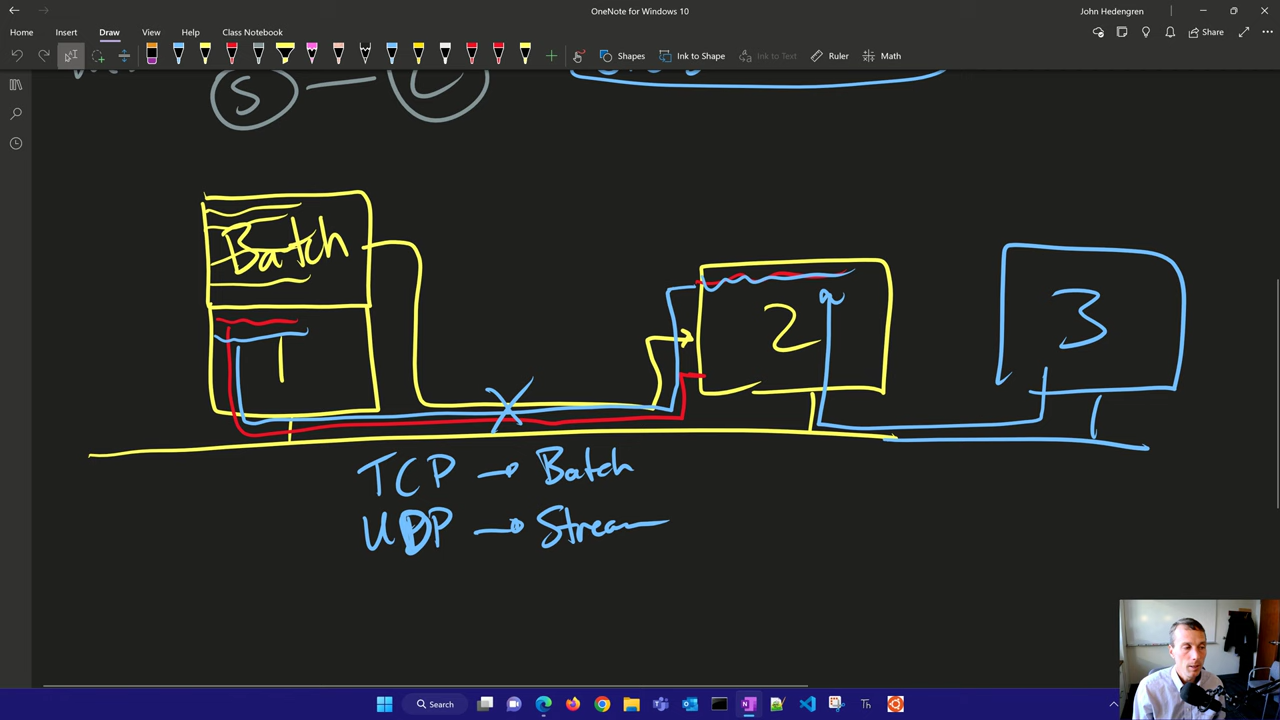 OneNote for Windows 10
John Hedengren
Home Insert Draw View Help Class Notebook
Share
Shapes Ink to Shape Ink to Text Ruler Math
S
Batch
1
2
3
TCP → Batch
UDP → Stream
Search
Th